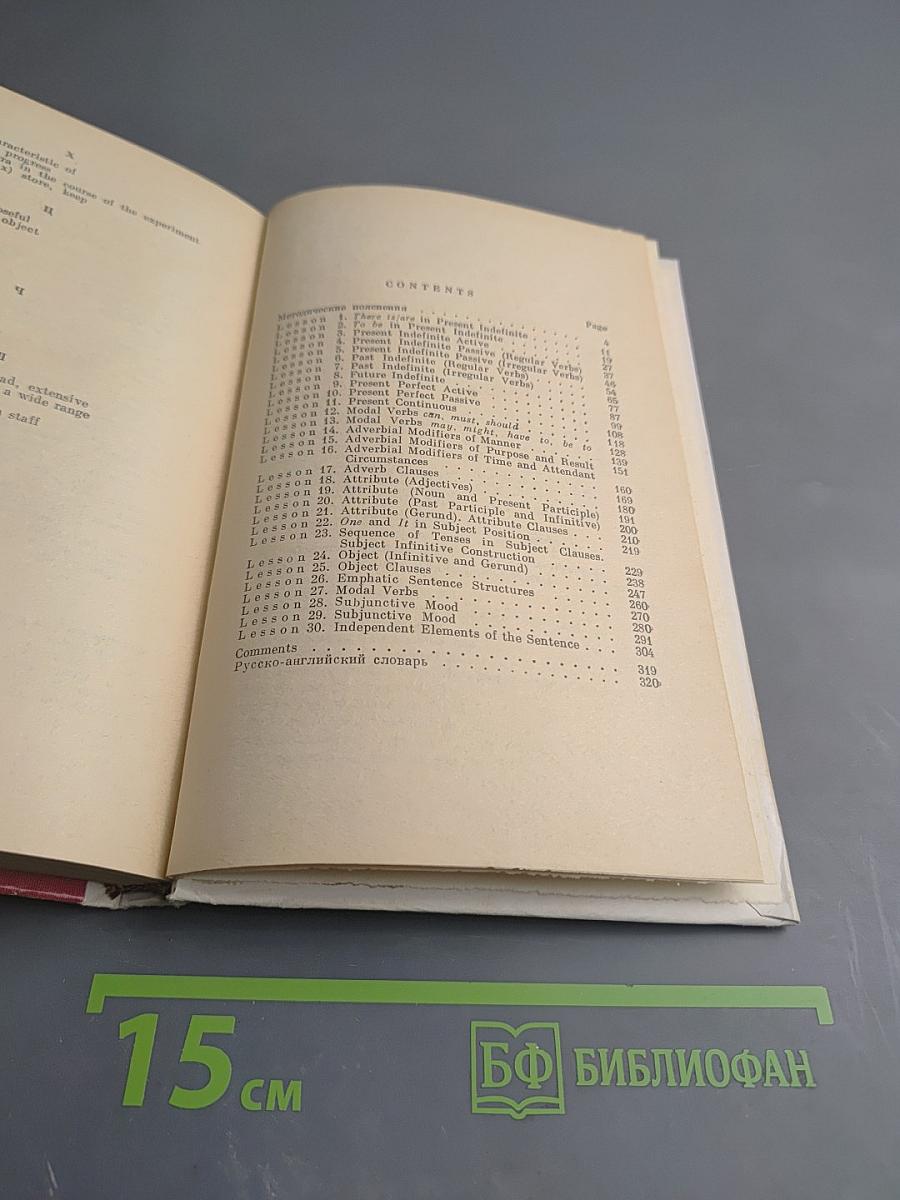 X
aracteristic of
progress
ta in the course of the experiment
x) store, keep
Ц
oseful
object
Ч
ad, extensive
a wide range
staff
CONTENTS
Page
Методические пояснения 4
Lesson 1. There is/are in Present Indefinite 11
Lesson 2. To be in Present Indefinite 19
Lesson 3. Present Indefinite Active 27
Lesson 4. Present Indefinite Passive (Regular Verbs) 37
Lesson 5. Present Indefinite Passive (Irregular Verbs) 46
Lesson 6. Past Indefinite (Regular Verbs) 54
Lesson 7. Past Indefinite (Irregular Verbs) 65
Lesson 8. Future Indefinite 77
Lesson 9. Present Perfect Active 87
Lesson 10. Present Perfect Passive 99
Lesson 11. Present Continuous 108
Lesson 12. Modal Verbs can, must, should 118
Lesson 13. Modal Verbs may, might, have to, be to 128
Lesson 14. Adverbial Modifiers of Manner 139
Lesson 15. Adverbial Modifiers of Purpose and Result 151
Lesson 16. Adverbial Modifiers of Time and Attendant
Circumstances 160
Lesson 17. Adverb Clauses 169
Lesson 18. Attribute (Adjectives) 180
Lesson 19. Attribute (Noun and Present Participle) 191
Lesson 20. Attribute (Past Participle and Infinitive) 200
Lesson 21. Attribute (Gerund). Attribute Clauses 210
Lesson 22. One and It in Subject Position 219
Lesson 23. Sequence of Tenses in Subject Clauses.
Subject Infinitive Construction 229
Lesson 24. Object (Infinitive and Gerund) 238
Lesson 25. Object Clauses 247
Lesson 26. Emphatic Sentence Structures 260
Lesson 27. Modal Verbs 270
Lesson 28. Subjunctive Mood 280
Lesson 29. Subjunctive Mood 291
Lesson 30. Independent Elements of the Sentence 304
Comments 319
Русско-английский словарь 320
15 см
БФ БИБЛИОФАН